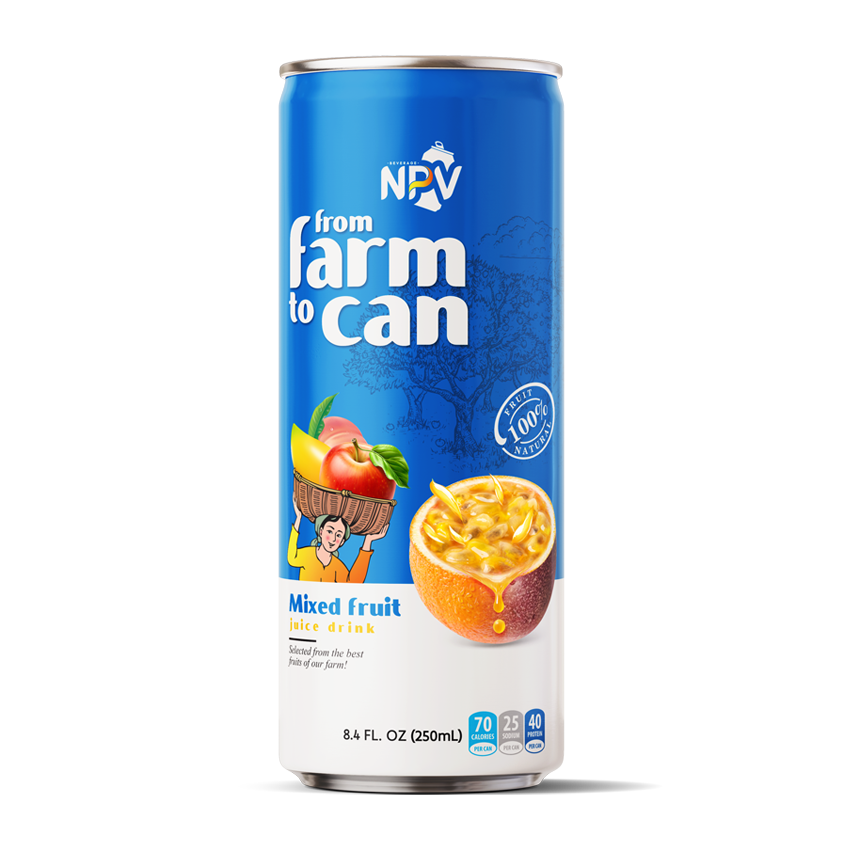 BEVERAGE
NPV
from
farm
to can
FRUIT
100%
NATURAL
Mixed fruit
juice drink
Selected from the best
fruits of our farm!
8.4 FL. OZ (250mL)
70
CALORIES
PER CAN
25
SODIUM
PER CAN
40
PROTEIN
PER CAN